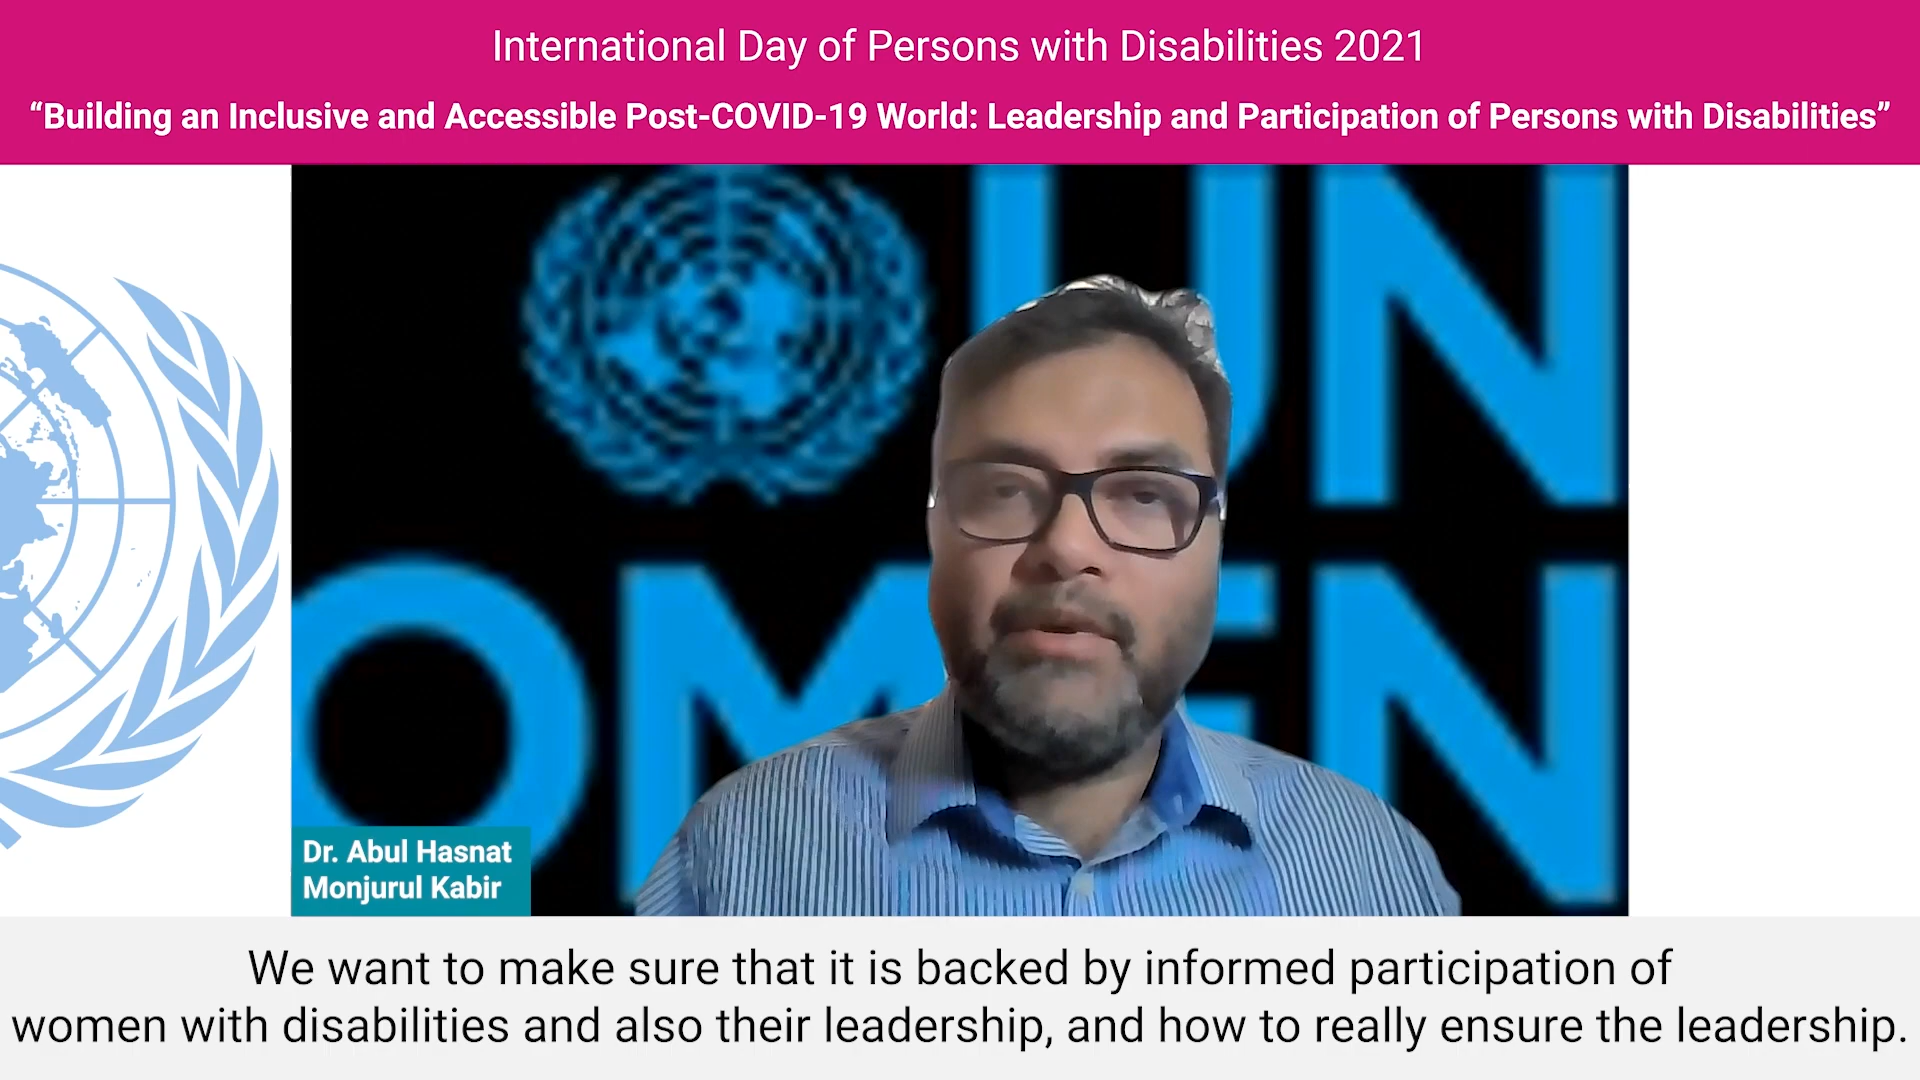 International Day of Persons with Disabilities 2021
“Building an Inclusive and Accessible Post-COVID-19 World: Leadership and Participation of Persons with Disabilities”
UN
OMEN
Dr. Abul Hasnat
Monjurul Kabir
We want to make sure that it is backed by informed participation of
women with disabilities and also their leadership, and how to really ensure the leadership.